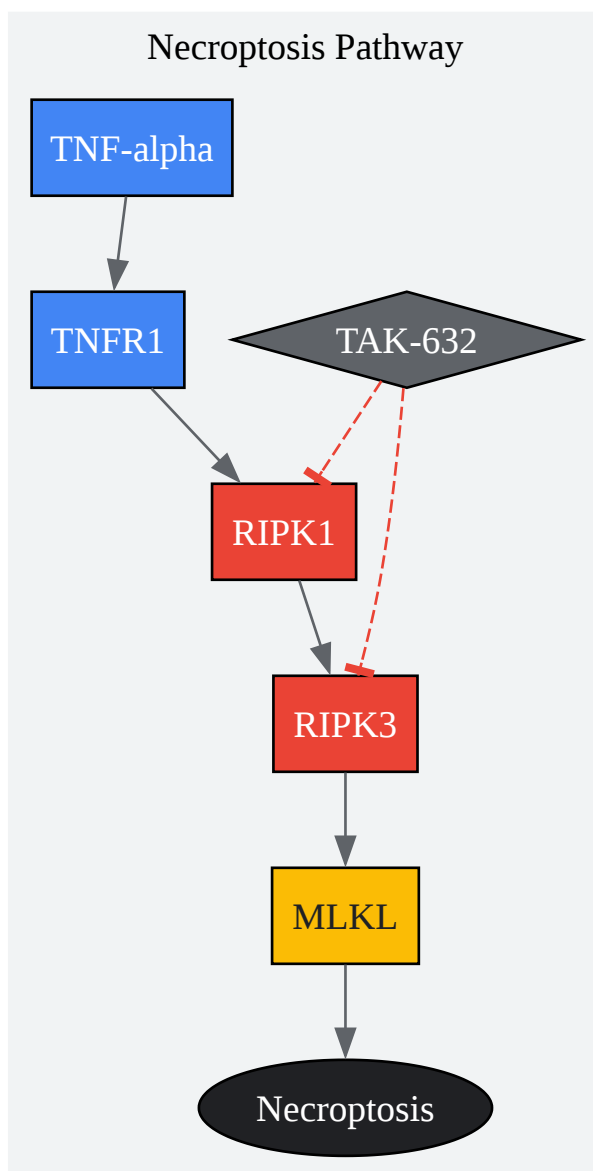 Necroptosis Pathway
TNF-alpha
TNFR1
TAK-632
RIPK1
RIPK3
MLKL
Necroptosis